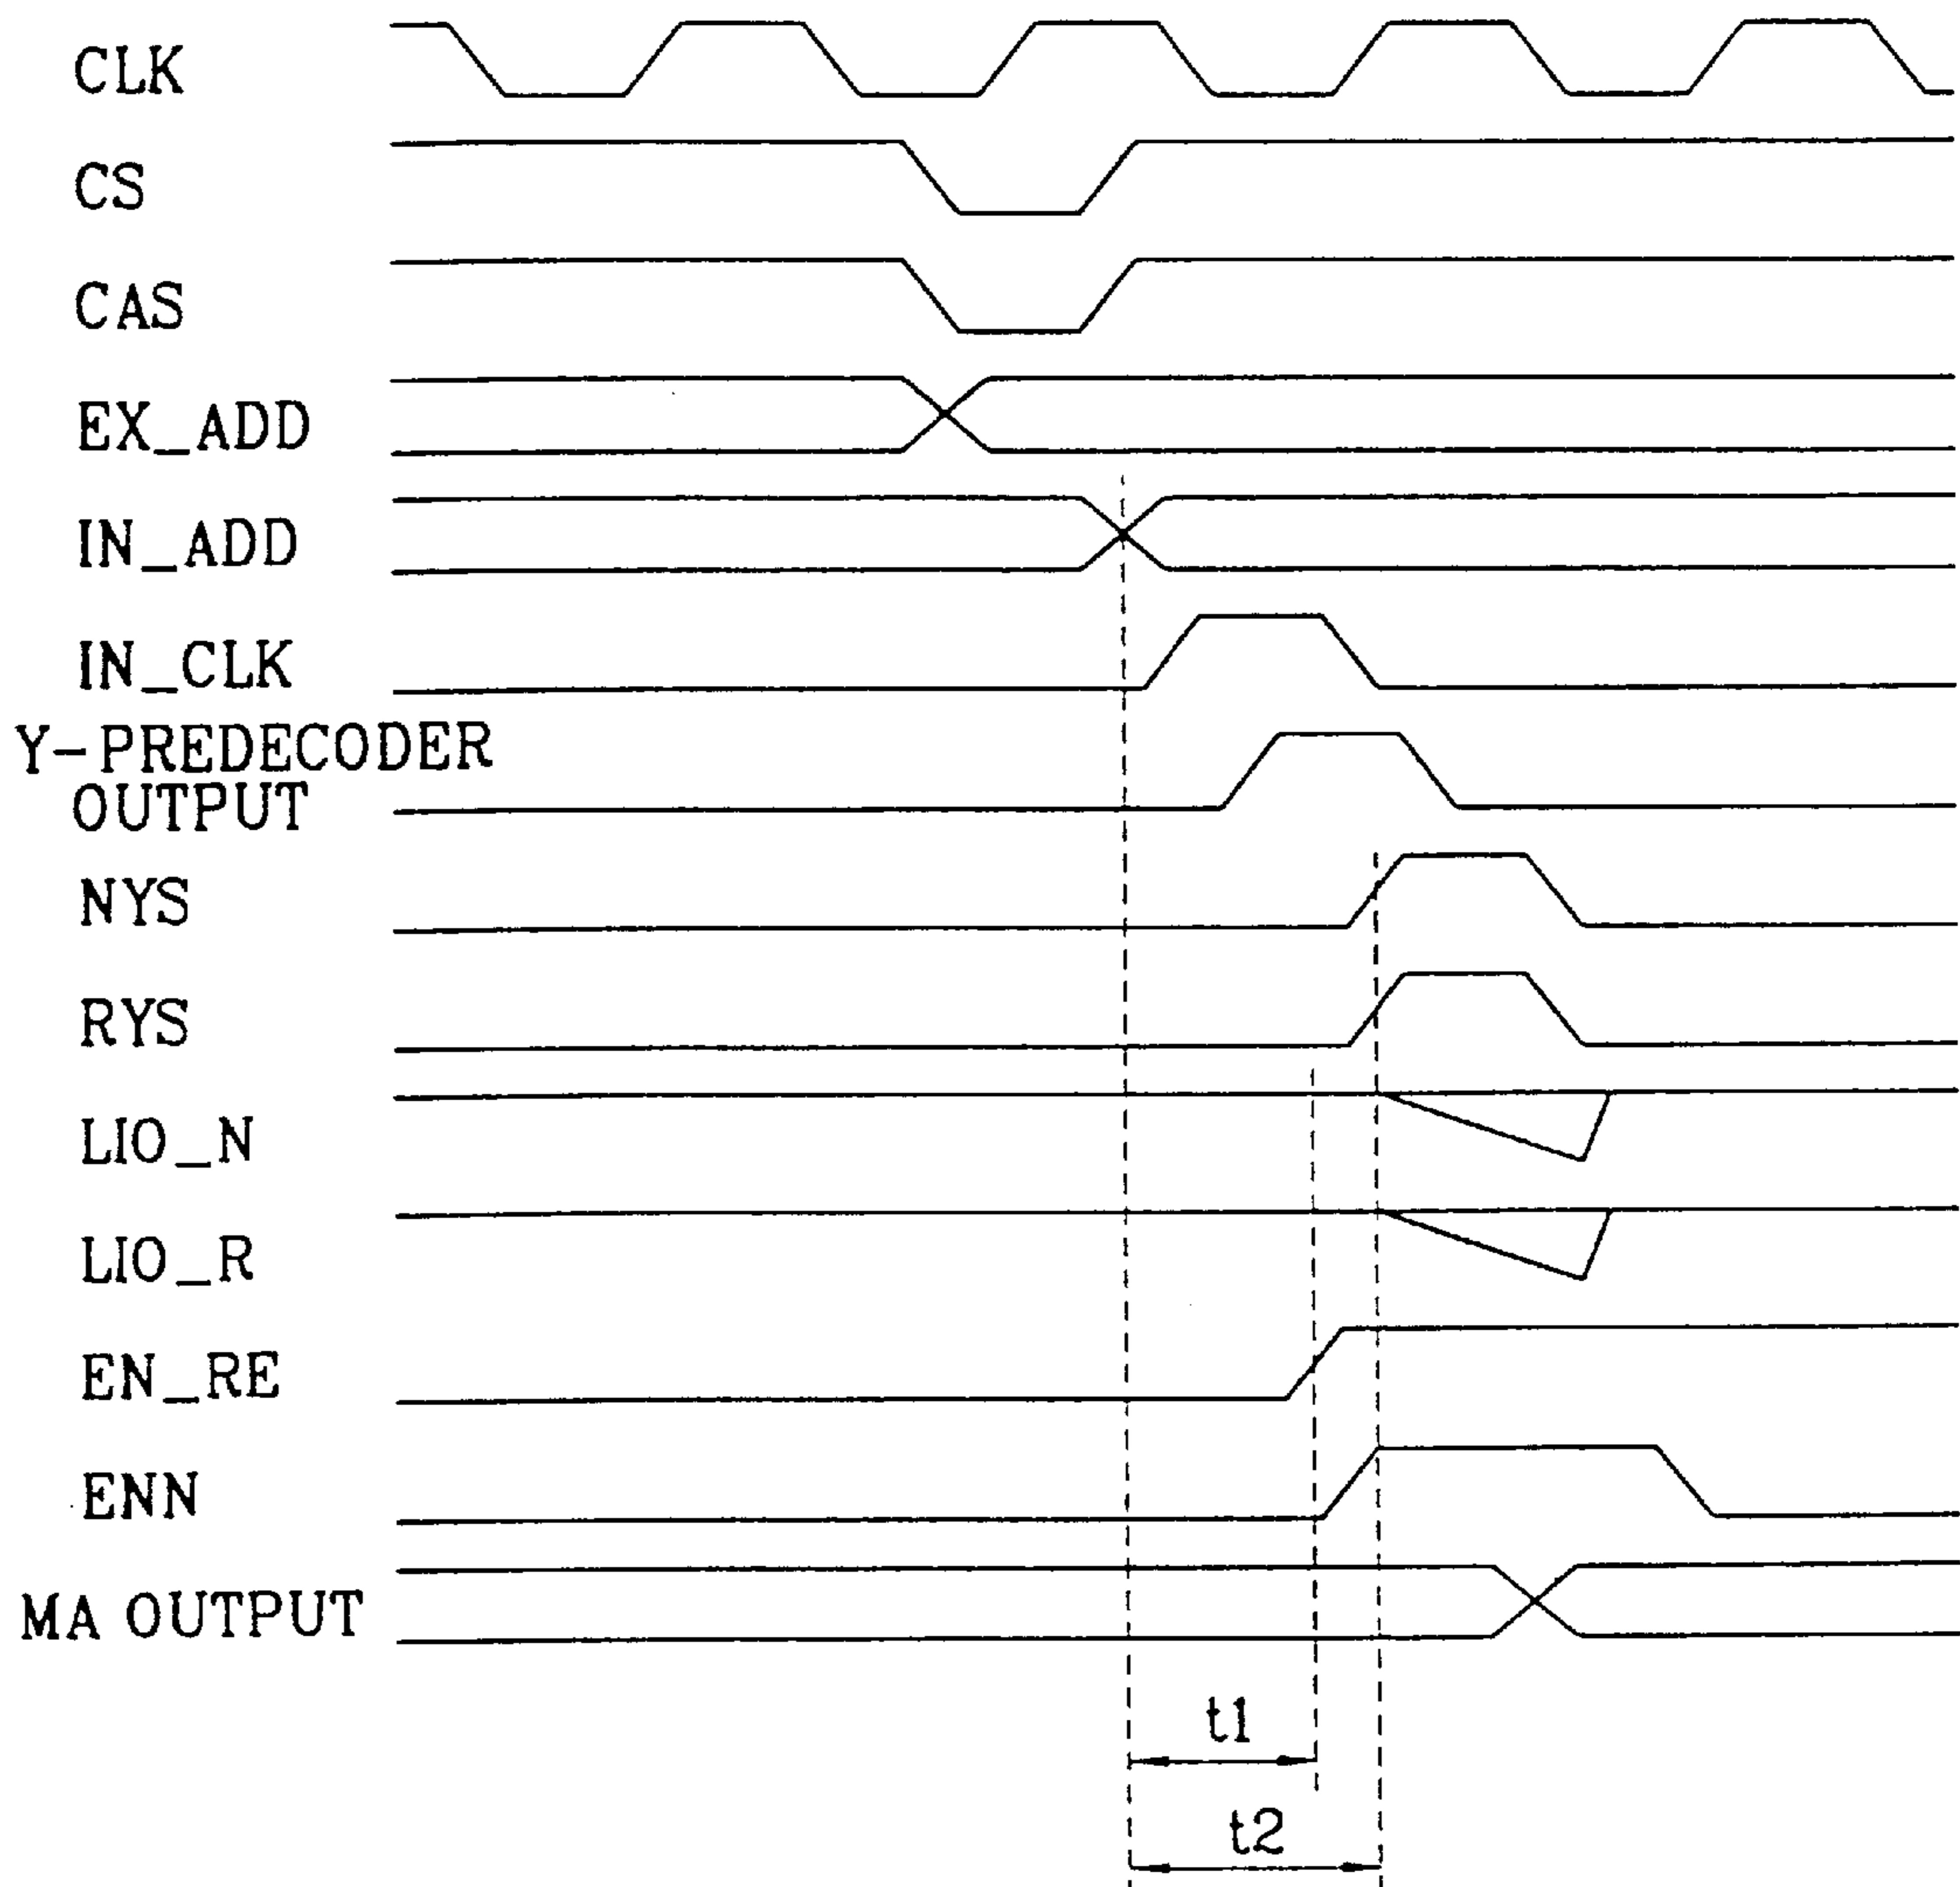 CLK
CS
CAS
EX_ADD
IN_ADD
IN_CLK
Y-PREDECODER
OUTPUT
NYS
RYS
LIO_N
LIO_R
EN_RE
ENN
MA OUTPUT
t1
t2